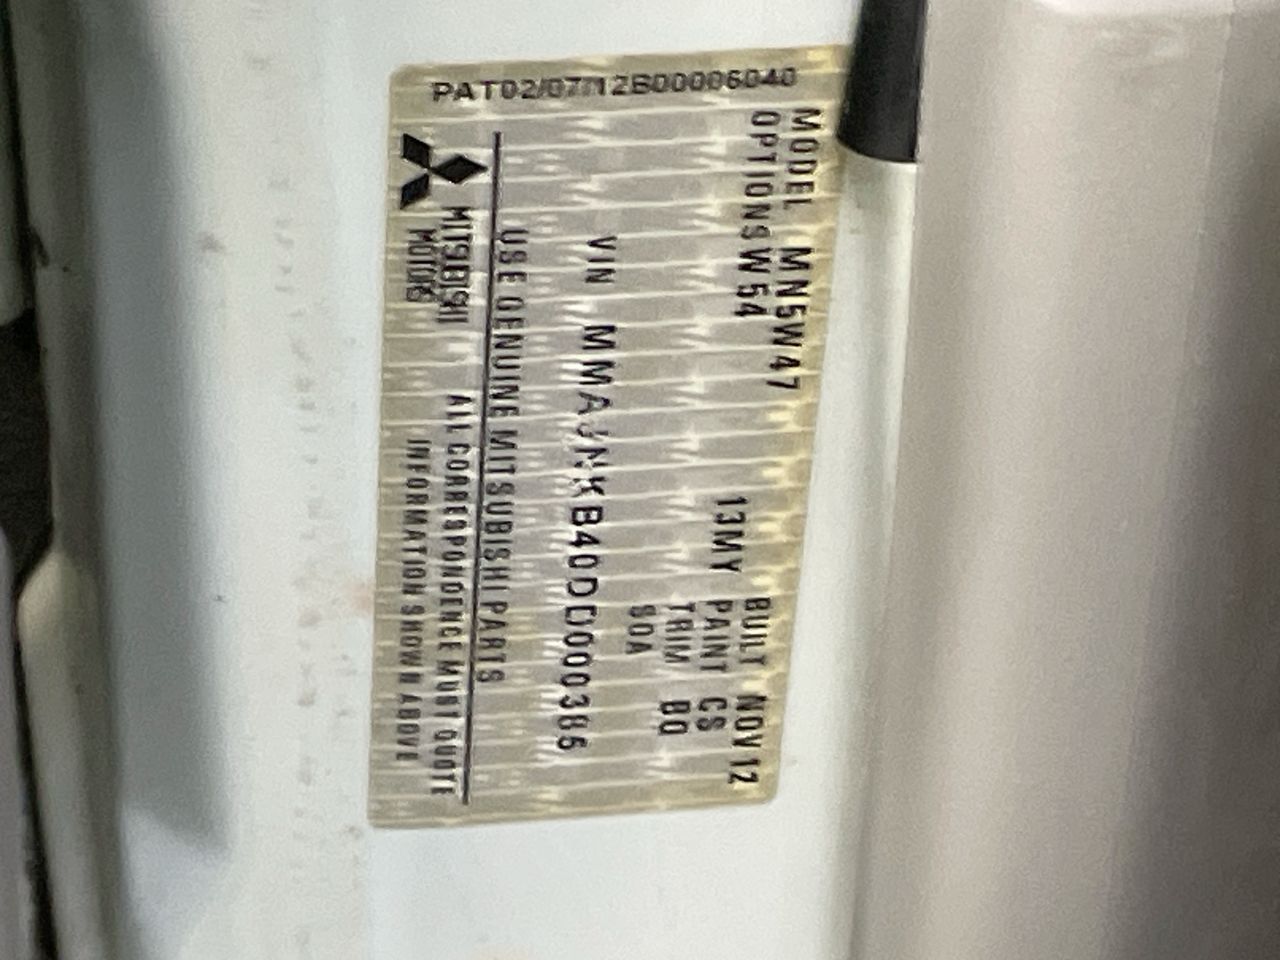 PAT02/07/12B00006040
MODEL MN5W47
OPTIONS W54
13MY
BUILT NOV 12
PAINT CS
TRIM BO
SOA
VIN MMAJNKB40DD000386
USE GENUINE MITSUBISHI PARTS
MITSUBISHI
MOTORS
ALL CORRESPONDENCE MUST QUOTE
INFORMATION SHOWN ABOVE